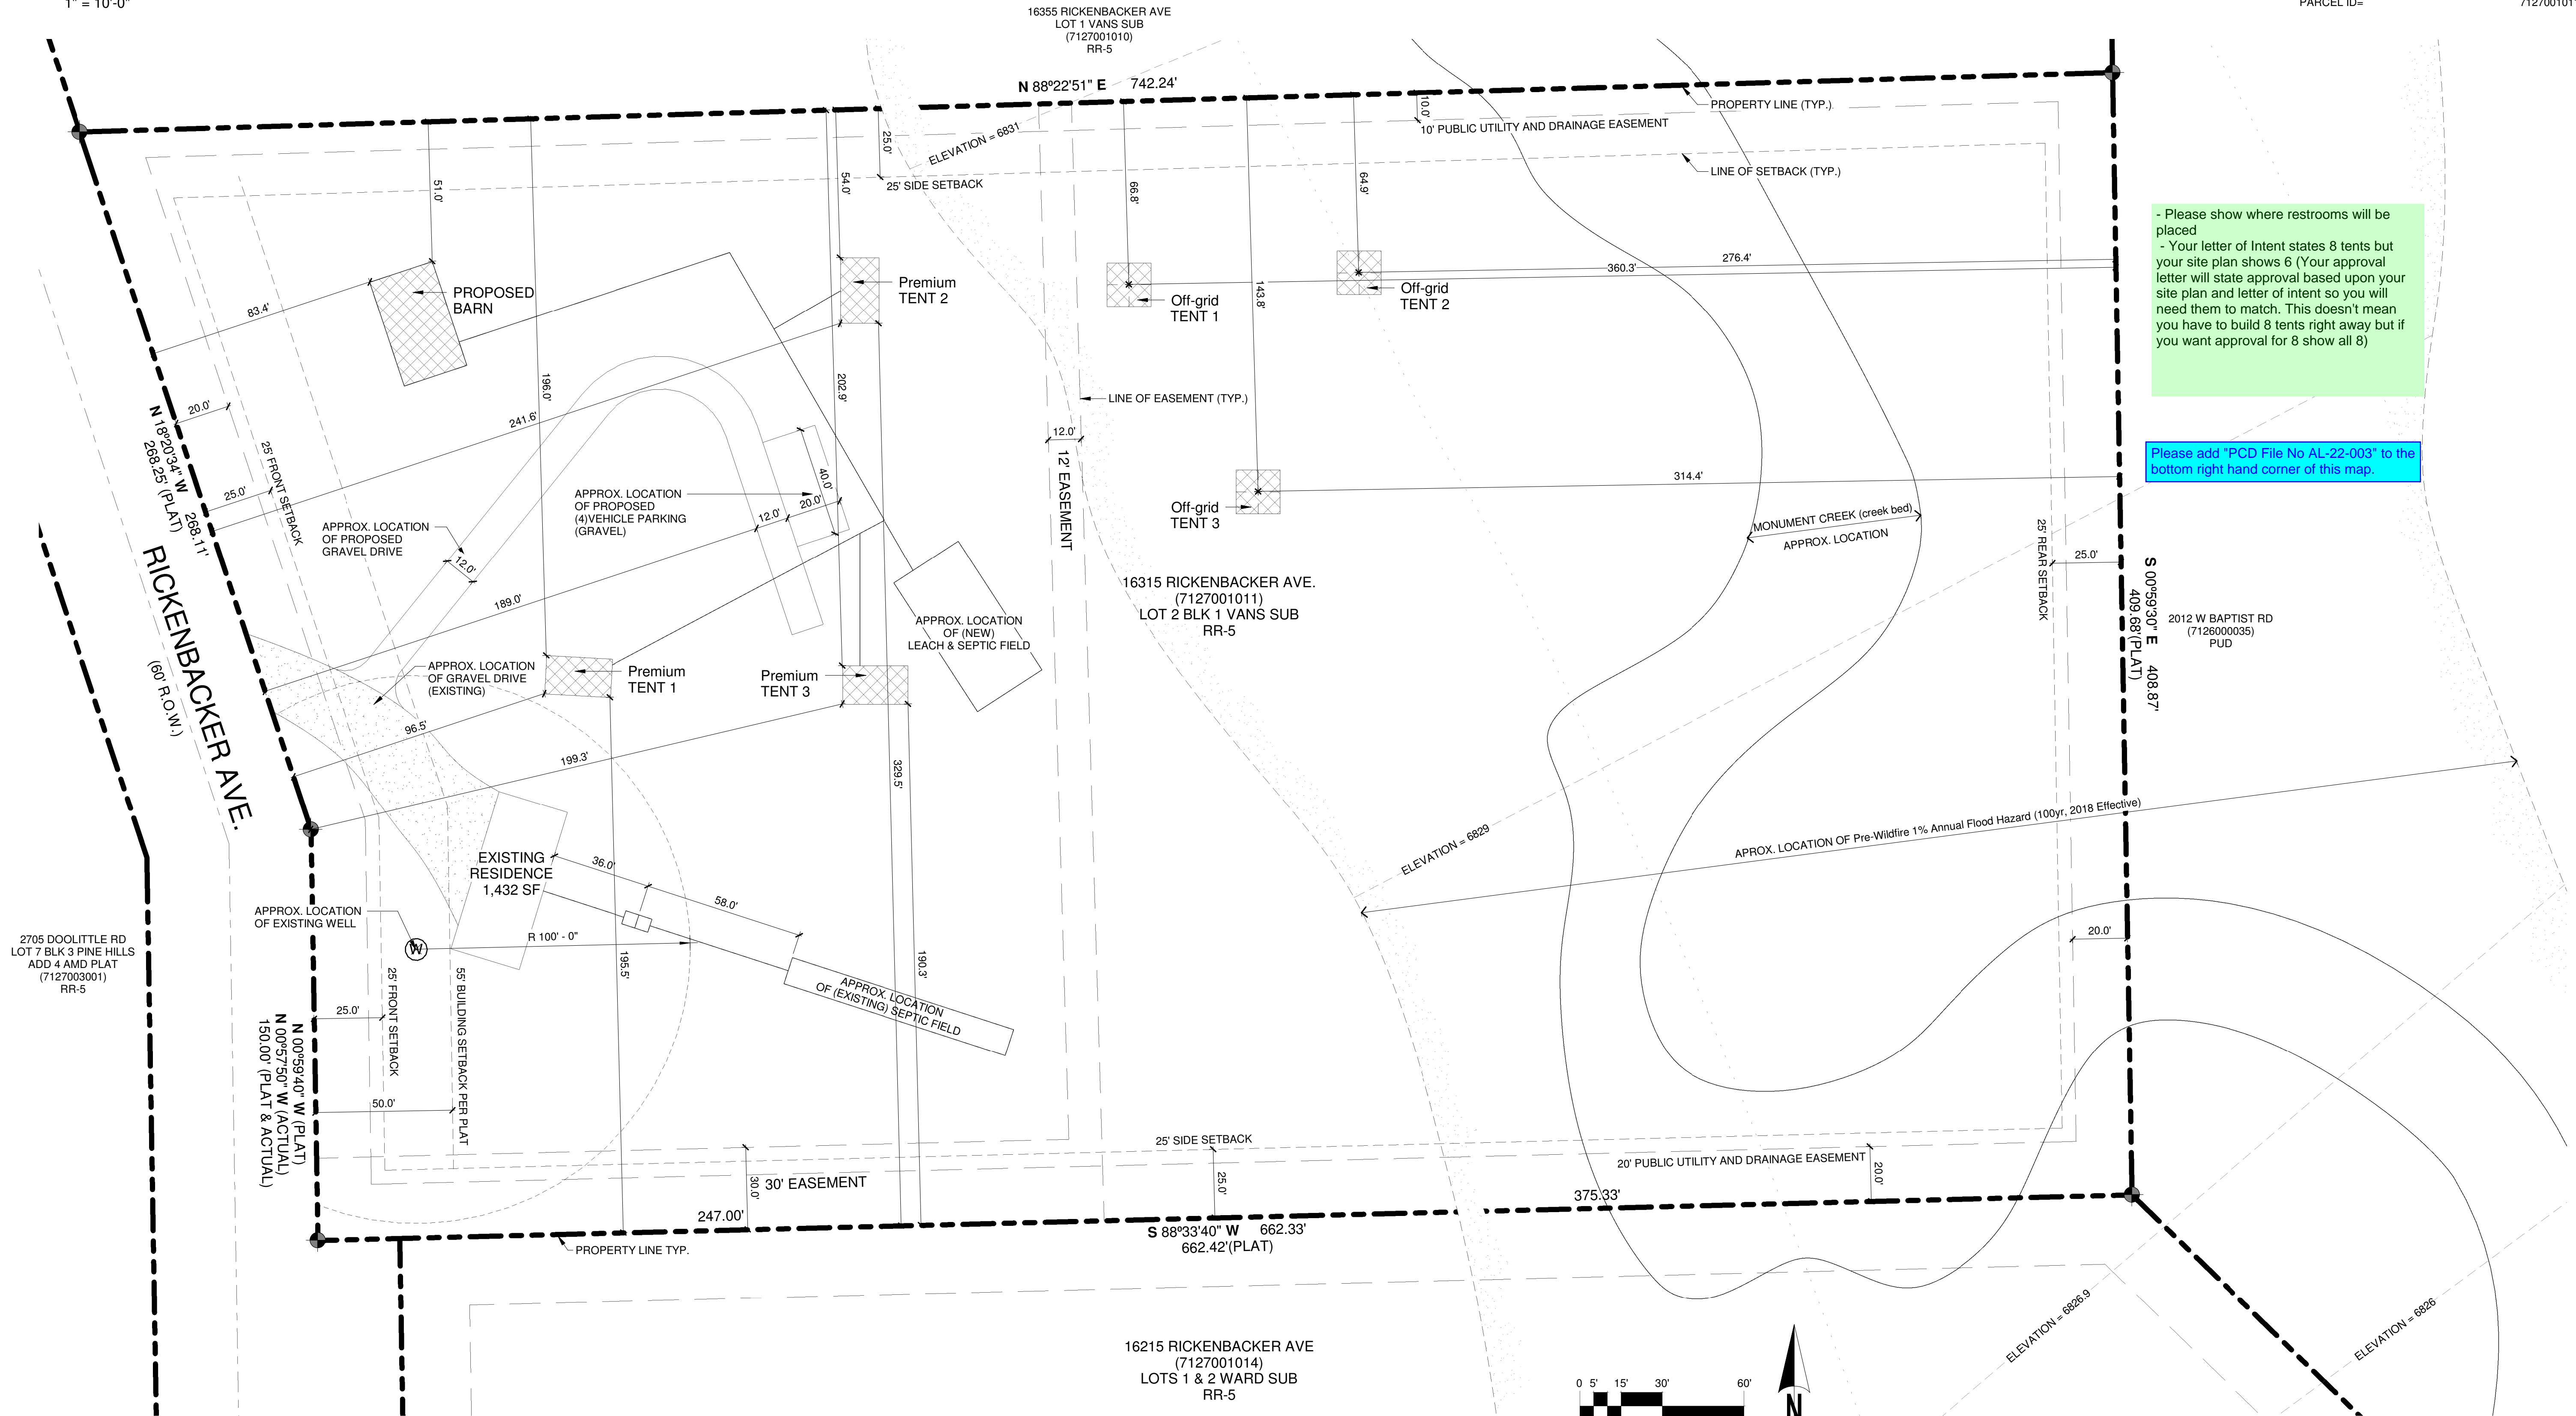 1" = 10'-0"
PARCEL ID=
16355 RICKENBACKER AVE
LOT 1 VANS SUB
(7127001010)
RR-5
N 88º22'51" E 742.24'
PROPERTY LINE (TYP.)
10.0'
10' PUBLIC UTILITY AND DRAINAGE EASEMENT
ELEVATION = 6831
25.0'
25' SIDE SETBACK
LINE OF SETBACK (TYP.)
51.0'
54.0'
66.8'
64.9'
- Please show where restrooms will be
placed
- Your letter of Intent states 8 tents but
your site plan shows 6 (Your approval
letter will state approval based upon your
site plan and letter of intent so you will
need them to match. This doesn't mean
you have to build 8 tents right away but if
you want approval for 8 show all 8)
276.4'
360.3'
Premium
TENT 2
PROPOSED
BARN
83.4'
143.8'
Off-grid
TENT 1
Off-grid
TENT 2
196.0'
202.9'
20.0'
241.6'
LINE OF EASEMENT (TYP.)
12.0'
12' EASEMENT
N 18º20'34" W 268.11'
268.25' (PLAT)
25' FRONT SETBACK
25.0'
Please add "PCD File No AL-22-003" to the
bottom right hand corner of this map.
314.4'
40.0'
20.0'
12.0'
APPROX. LOCATION
OF PROPOSED
(4)VEHICLE PARKING
(GRAVEL)
Off-grid
TENT 3
MONUMENT CREEK (creek bed)
APPROX. LOCATION
APPROX. LOCATION
OF PROPOSED
GRAVEL DRIVE
12.0'
25' REAR SETBACK
25.0'
S 00º59'30" E 408.87'
409.68'(PLAT)
16315 RICKENBACKER AVE.
(7127001011)
LOT 2 BLK 1 VANS SUB
RR-5
189.0'
APPROX. LOCATION
OF (NEW)
LEACH & SEPTIC FIELD
2012 W BAPTIST RD
(7126000035)
PUD
RICKENBACKER AVE.
(60' R.O.W.)
APPROX. LOCATION
OF GRAVEL DRIVE
(EXISTING)
Premium
TENT 1
Premium
TENT 3
96.5'
199.3'
329.5'
APROX. LOCATION OF Pre-Wildfire 1% Annual Flood Hazard (100yr, 2018 Effective)
ELEVATION = 6829
EXISTING
RESIDENCE
1,432 SF
36.0'
58.0'
APPROX. LOCATION
OF EXISTING WELL
W
R 100' - 0"
20.0'
2705 DOOLITTLE RD
LOT 7 BLK 3 PINE HILLS
ADD 4 AMD PLAT
(7127003001)
RR-5
195.5'
190.3'
APPROX. LOCATION
OF (EXISTING) SEPTIC FIELD
25.0'
25' FRONT SETBACK
55' BUILDING SETBACK PER PLAT
N 00º59'40" W (PLAT)
N 00º57'50" W (ACTUAL)
150.00' (PLAT & ACTUAL)
50.0'
25' SIDE SETBACK
20' PUBLIC UTILITY AND DRAINAGE EASEMENT
20.0'
30.0'
30' EASEMENT
25.0'
375.33'
247.00'
S 88º33'40" W 662.33'
662.42'(PLAT)
PROPERTY LINE TYP.
ELEVATION = 6826.9
ELEVATION = 6826
16215 RICKENBACKER AVE
(7127001014)
LOTS 1 & 2 WARD SUB
RR-5
0 5' 15' 30' 60'
N